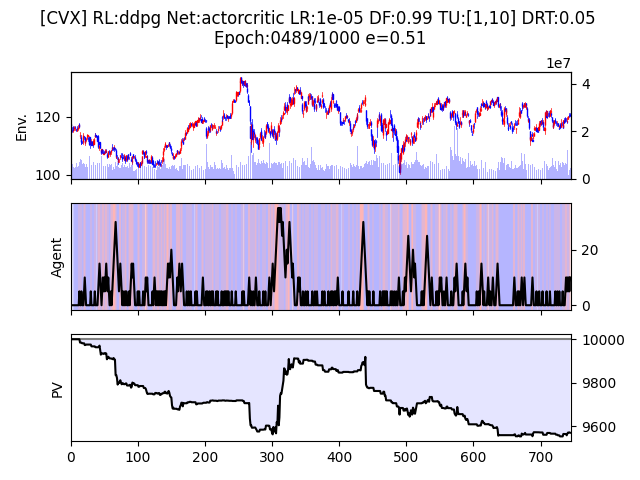 [CVX] RL:ddpg Net:actorcritic LR:1e-05 DF:0.99 TU:[1,10] DRT:0.05
Epoch:0489/1000 e=0.51
1e7
Env.
120
100
4
2
0
Agent
20
0
PV
10000
9800
9600
0 100 200 300 400 500 600 700